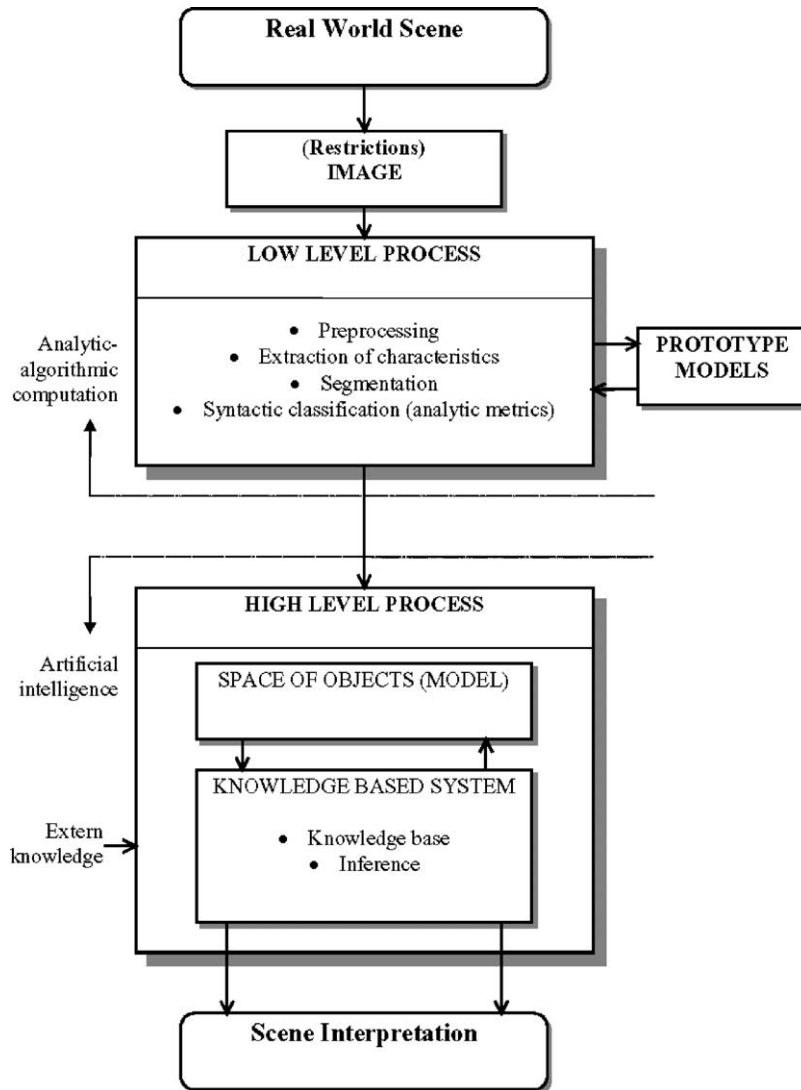 Real World Scene
(Restrictions)
IMAGE
LOW LEVEL PROCESS
• Preprocessing
• Extraction of characteristics
• Segmentation
• Syntactic classification (analytic metrics)
Analytic-
algorithmic
computation
PROTOTYPE
MODELS
HIGH LEVEL PROCESS
Artificial
intelligence
SPACE OF OBJECTS (MODEL)
KNOWLEDGE BASED SYSTEM
• Knowledge base
• Inference
Extern
knowledge
Scene Interpretation